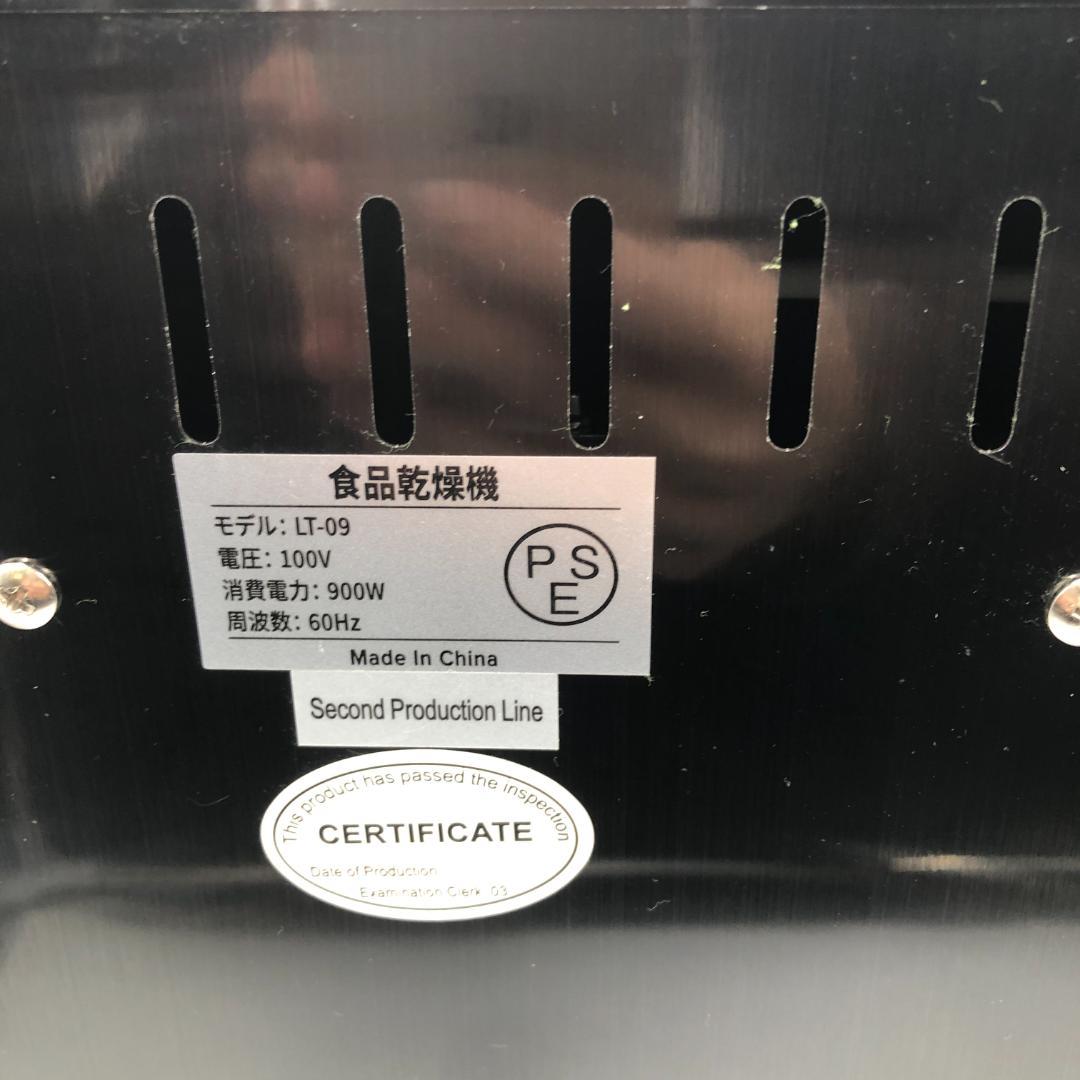 食品乾燥機
モデル: LT-09
電圧: 100V
消費電力: 900W
周波数: 60Hz
PSE
Made In China
Second Production Line
This product has passed the inspection
CERTIFICATE
Date of Production
Examination Clerk 03